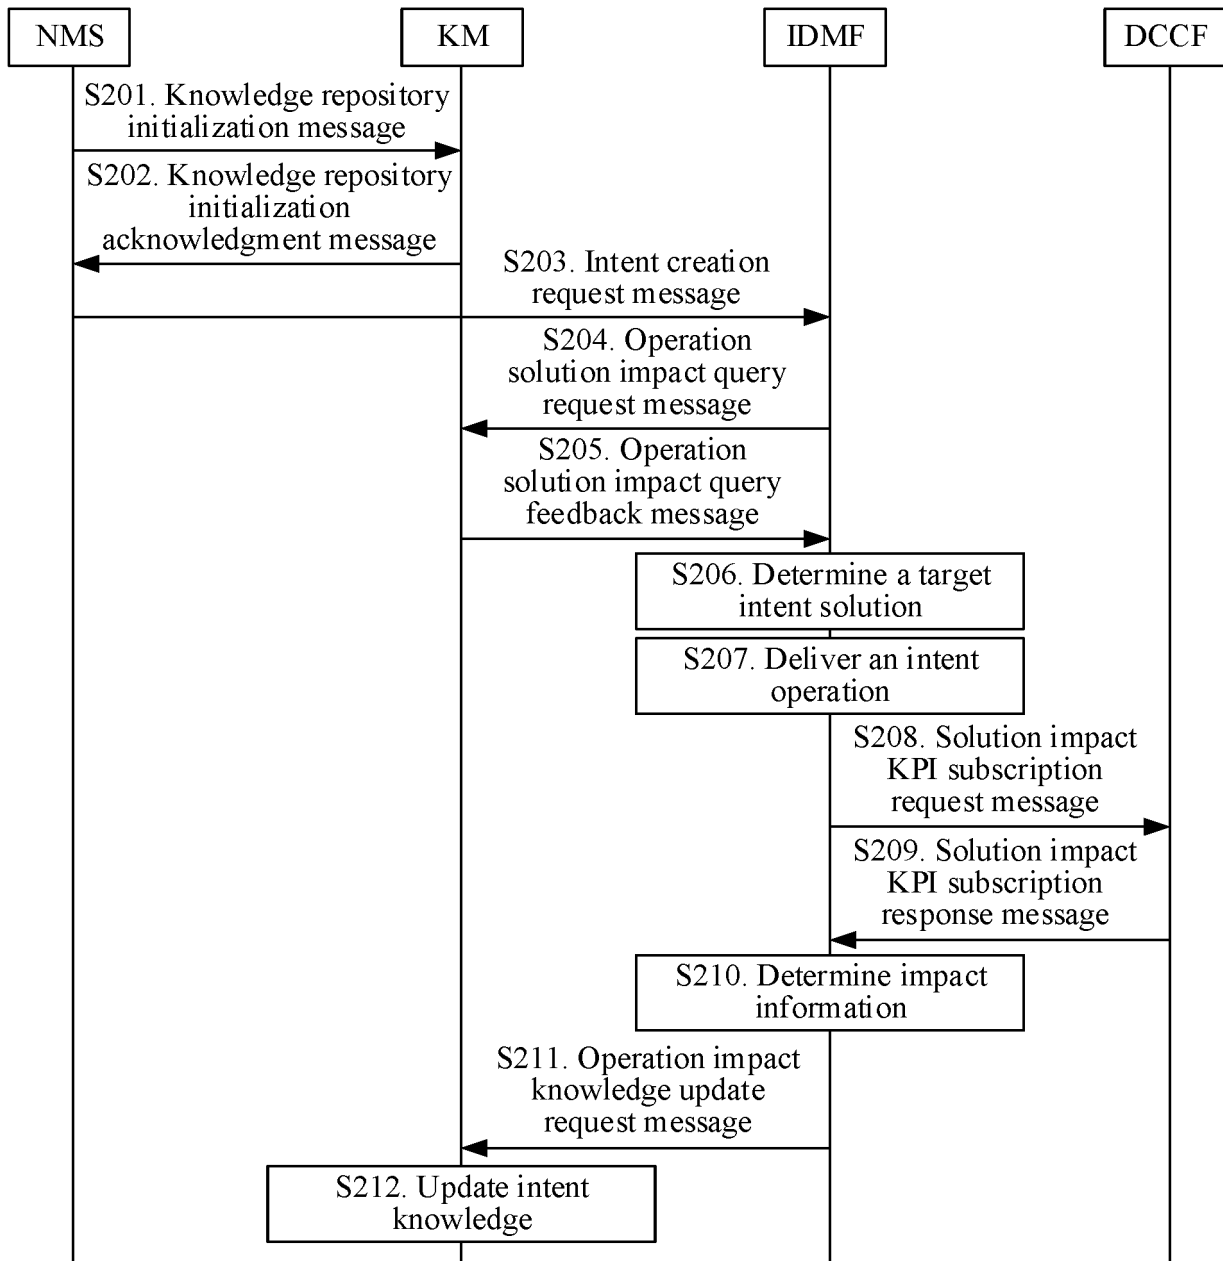 NMS
KM
IDMF
DCCF
S201. Knowledge repository
initialization message
S202. Knowledge repository
initialization
acknowledgment message
S203. Intent creation
request message
S204. Operation
solution impact query
request message
S205. Operation
solution impact query
feedback message
S206. Determine a target
intent solution
S207. Deliver an intent
operation
S208. Solution impact
KPI subscription
request message
S209. Solution impact
KPI subscription
response message
S210. Determine impact
information
S211. Operation impact
knowledge update
request message
S212. Update intent
knowledge